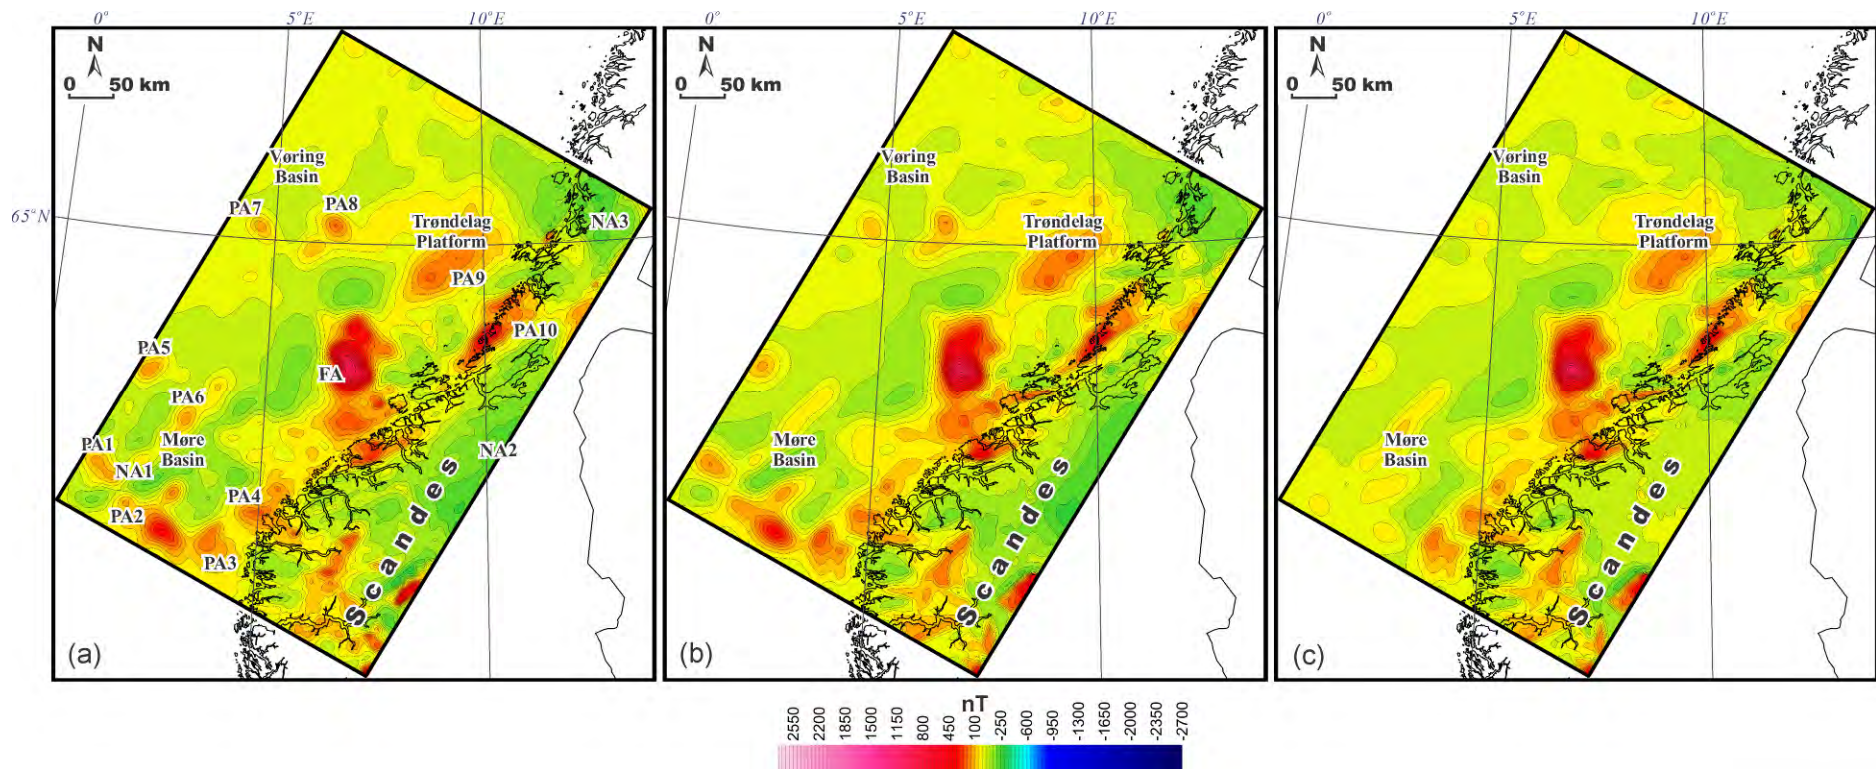 0° 5°E 10°E 0° 5°E 10°E 0° 5°E 10°E
N
0 50 km
Vøring
Basin
65°N
PA7
PA8
Trøndelag
Platform
NA3
PA9
PA10
PA5
FA
PA6
PA1
Møre
Basin
NA1
NA2
PA4
PA2
PA3
Scandes
(a)
N
0 50 km
Vøring
Basin
Trøndelag
Platform
Møre
Basin
Scandes
(b)
N
0 50 km
Vøring
Basin
Trøndelag
Platform
Møre
Basin
Scandes
(c)
nT
2550 2200 1850 1500 1150 800 450 100 -250 -600 -950 -1300 -1650 -2000 -2350 -2700